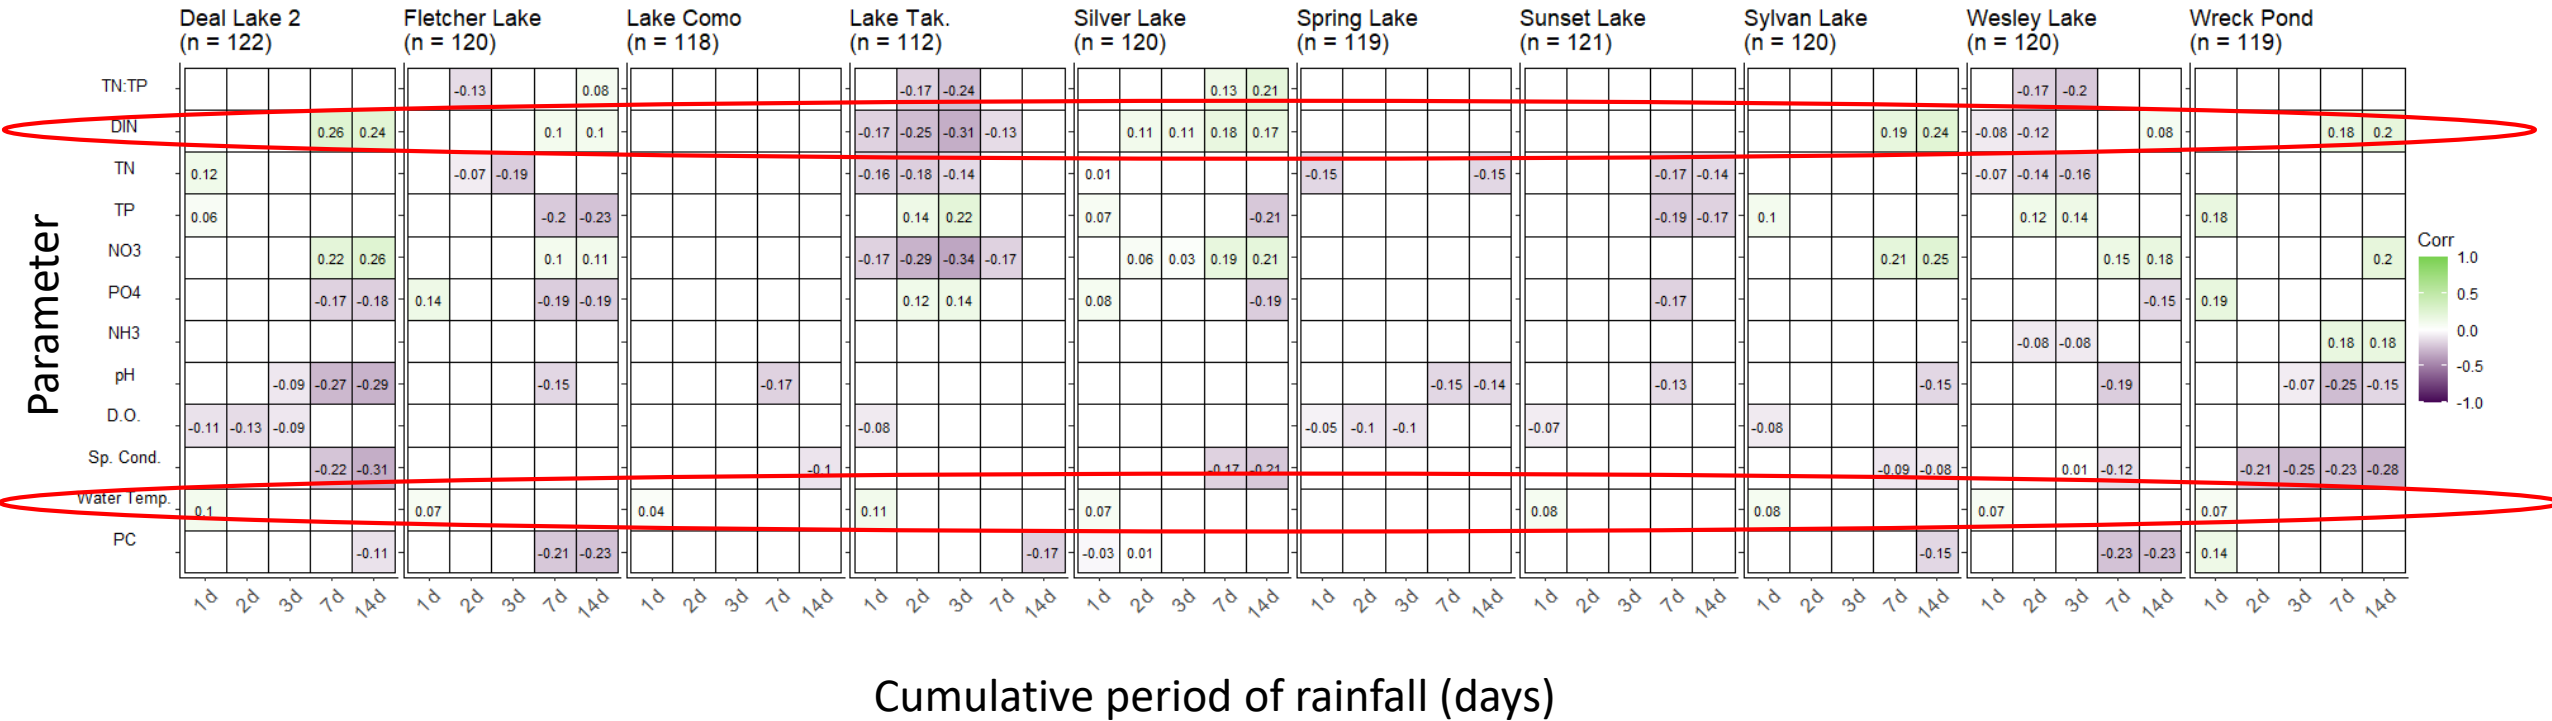 Deal Lake 2 Fletcher Lake Lake Como Lake Tak. Silver Lake Spring Lake Sunset Lake Sylvan Lake Wesley Lake Wreck Pond
(n = 122) (n = 120) (n = 118) (n = 112) (n = 120) (n = 119) (n = 121) (n = 120) (n = 120) (n = 119)
TN:TP -0.13 0.08 -0.17 -0.24 0.13 0.21 -0.17 -0.2
DIN 0.26 0.24 0.1 0.1 -0.17 -0.25 -0.31 -0.13 0.11 0.11 0.18 0.17 0.19 0.24 -0.08 -0.12 0.08 0.18 0.2
TN 0.12 -0.07 -0.19 -0.16 -0.18 -0.14 0.01 -0.15 -0.15 -0.17 -0.14 -0.07 -0.14 -0.16
TP 0.06 -0.2 -0.23 0.14 0.22 0.07 -0.21 -0.19 -0.17 0.1 0.12 0.14 0.18
NO3 0.22 0.26 0.1 0.11 -0.17 -0.29 -0.34 -0.17 0.06 0.03 0.19 0.21 0.21 0.25 0.15 0.18 0.2
PO4 -0.17 -0.18 0.14 -0.19 -0.19 0.12 0.14 0.08 -0.19 -0.17 -0.15 0.19
NH3 -0.08 -0.08 0.18 0.18
pH -0.09 -0.27 -0.29 -0.15 -0.17 -0.15 -0.14 -0.13 -0.15 -0.19 -0.07 -0.25 -0.15
D.O. -0.11 -0.13 -0.09 -0.08 -0.05 -0.1 -0.1 -0.07 -0.08
Sp. Cond. -0.22 -0.31 -0.1 -0.17 -0.21 -0.09 -0.08 0.01 -0.12 -0.21 -0.25 -0.23 -0.28
Water Temp. 0.1 0.07 0.04 0.11 0.07 0.08 0.08 0.07 0.07
PC -0.11 -0.21 -0.23 -0.17 -0.03 0.01 -0.15 -0.23 -0.23 0.14
1d 2d 3d 7d 14d 1d 2d 3d 7d 14d 1d 2d 3d 7d 14d 1d 2d 3d 7d 14d 1d 2d 3d 7d 14d 1d 2d 3d 7d 14d 1d 2d 3d 7d 14d 1d 2d 3d 7d 14d 1d 2d 3d 7d 14d 1d 2d 3d 7d 14d
Parameter
Corr
1.0
0.5
0.0
-0.5
-1.0
Cumulative period of rainfall (days)